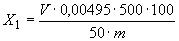 X₁ = (V · 0,00495 · 500 · 100) / (50 · m)